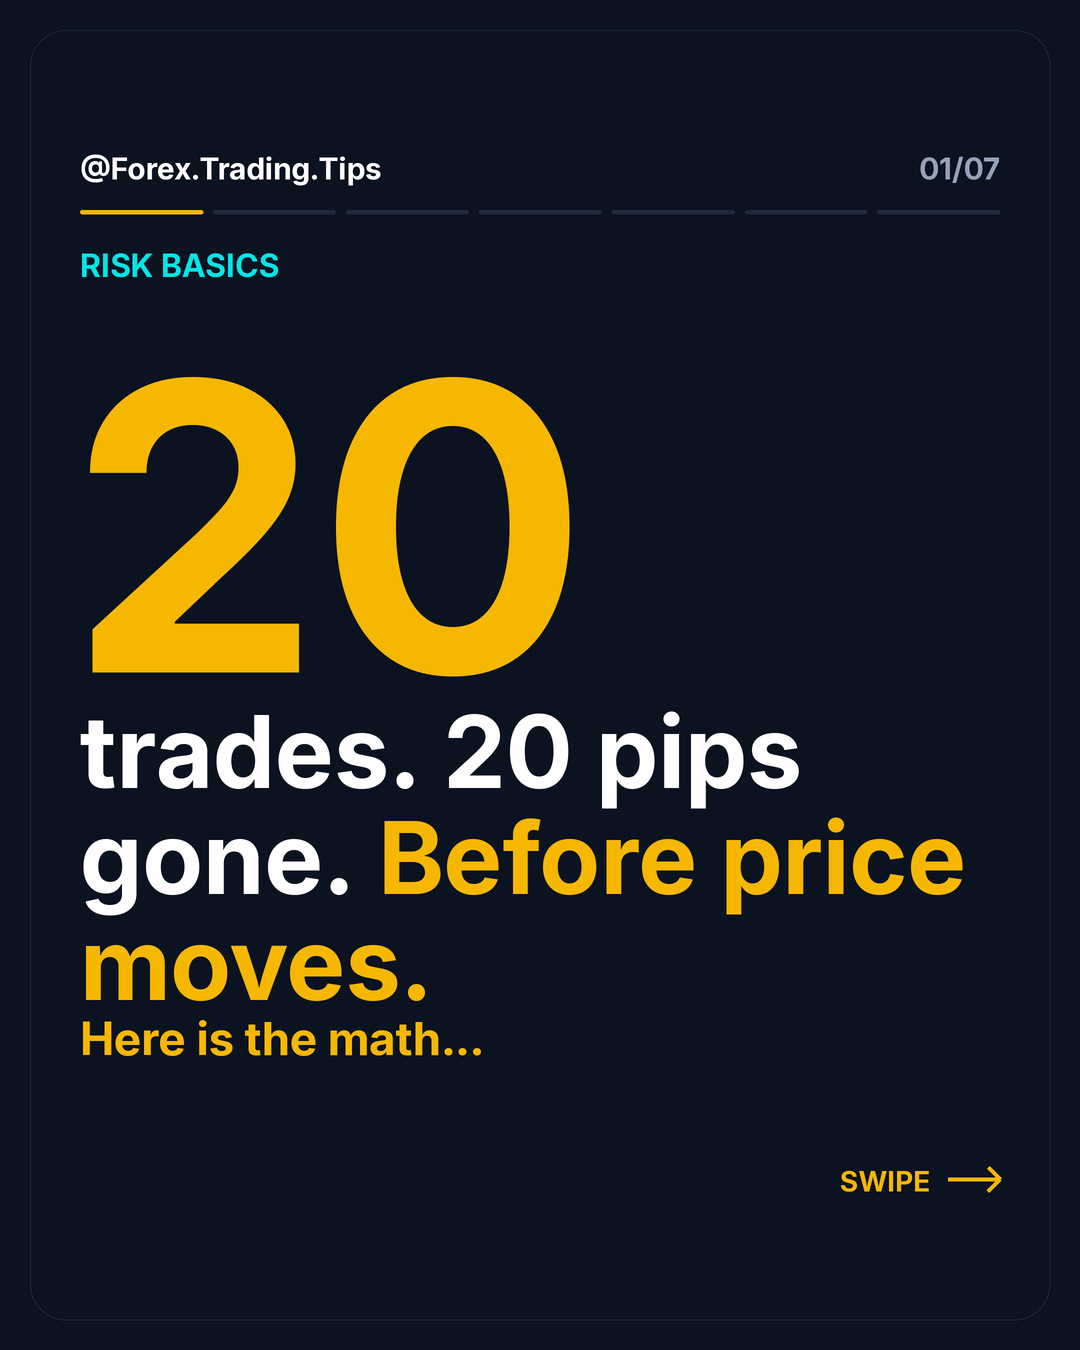 @Forex.Trading.Tips
01/07
RISK BASICS
20
trades. 20 pips
gone. Before price
moves.
Here is the math...
SWIPE